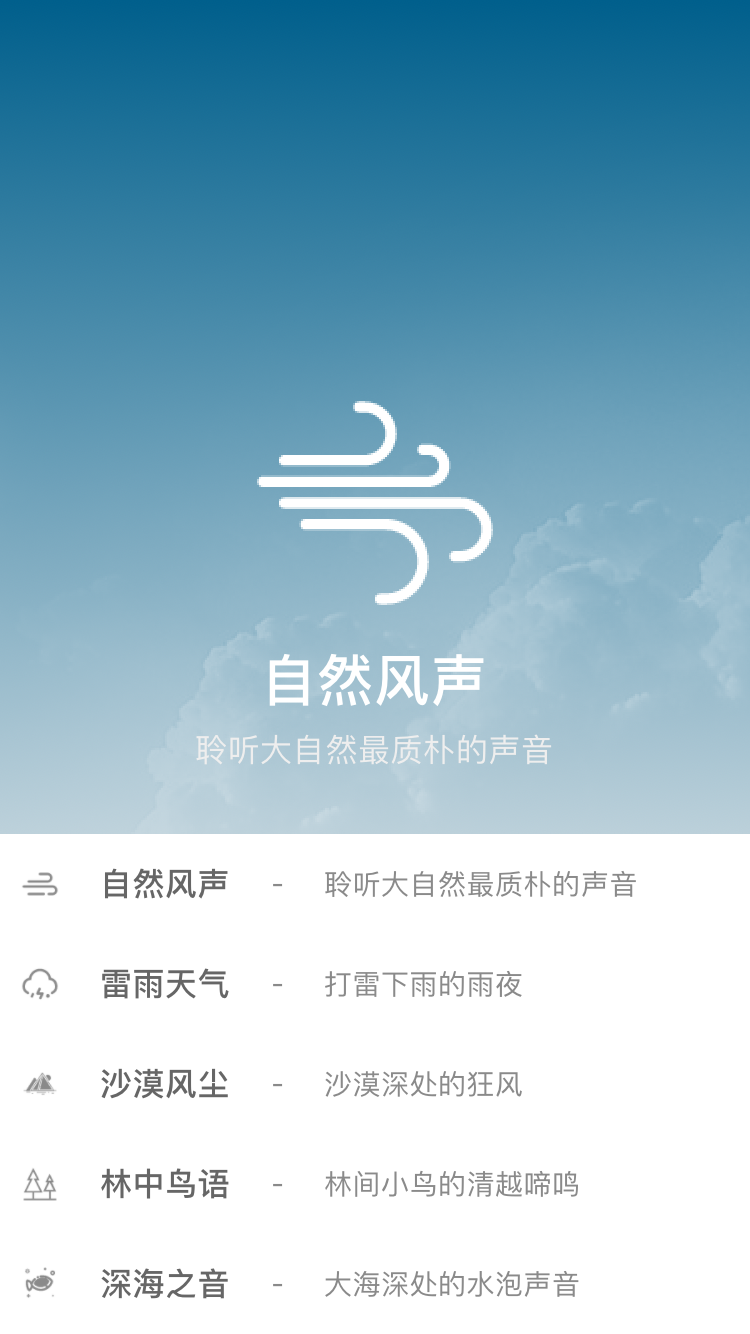 自然风声
聆听大自然最质朴的声音
自然风声 - 聆听大自然最质朴的声音
雷雨天气 - 打雷下雨的雨夜
沙漠风尘 - 沙漠深处的狂风
林中鸟语 - 林间小鸟的清越啼鸣
深海之音 - 大海深处的水泡声音